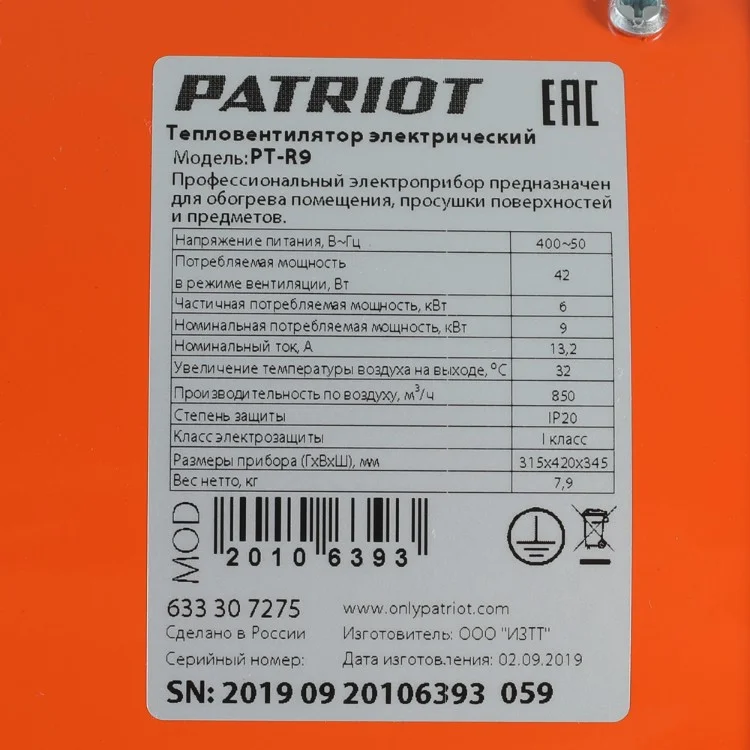 PATRIOT EAC
Тепловентилятор электрический
Модель: PT-R9
Профессиональный электроприбор предназначен
для обогрева помещения, просушки поверхностей
и предметов.
Напряжение питания, В~Гц 400~50
Потребляемая мощность
в режиме вентиляции, Вт 42
Частичная потребляемая мощность, кВт 6
Номинальная потребляемая мощность, кВт 9
Номинальный ток, А 13,2
Увеличение температуры воздуха на выходе, °С 32
Производительность по воздуху, м³/ч 850
Степень защиты IP20
Класс электрозащиты I класс
Размеры прибора (ГхВхШ), мм 315х420х345
Вес нетто, кг 7,9
MOD
20106393
633 30 7275 www.onlypatriot.com
Сделано в России Изготовитель: ООО "ИЗТТ"
Серийный номер: Дата изготовления: 02.09.2019
SN: 2019 09 20106393 059